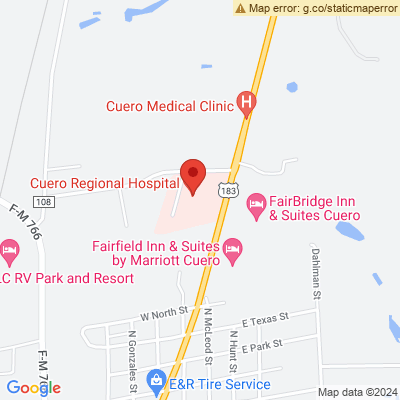 Map error: g.co/staticmaperror
Cuero Medical Clinic
H
Cuero Regional Hospital
183
108
F-M 766
FairBridge Inn
& Suites Cuero
Fairfield Inn & Suites
by Marriott Cuero
LC RV Park and Resort
Dahlman St
W North St
E Texas St
N Gonzales St
N McLeod St
N Hunt St
E Park St
F-M 76
E&R Tire Service
Google
Map data ©2024